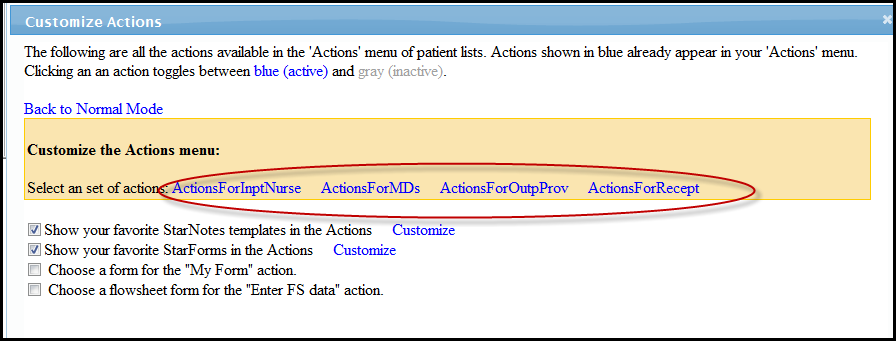 Customize Actions
The following are all the actions available in the 'Actions' menu of patient lists. Actions shown in blue already appear in your 'Actions' menu.
Clicking an an action toggles between blue (active) and gray (inactive).
Back to Normal Mode
Customize the Actions menu:
Select an set of actions: ActionsForInptNurse ActionsForMDs ActionsForOutpProv ActionsForRecept
Show your favorite StarNotes templates in the Actions Customize
Show your favorite StarForms in the Actions Customize
Choose a form for the "My Form" action.
Choose a flowsheet form for the "Enter FS data" action.